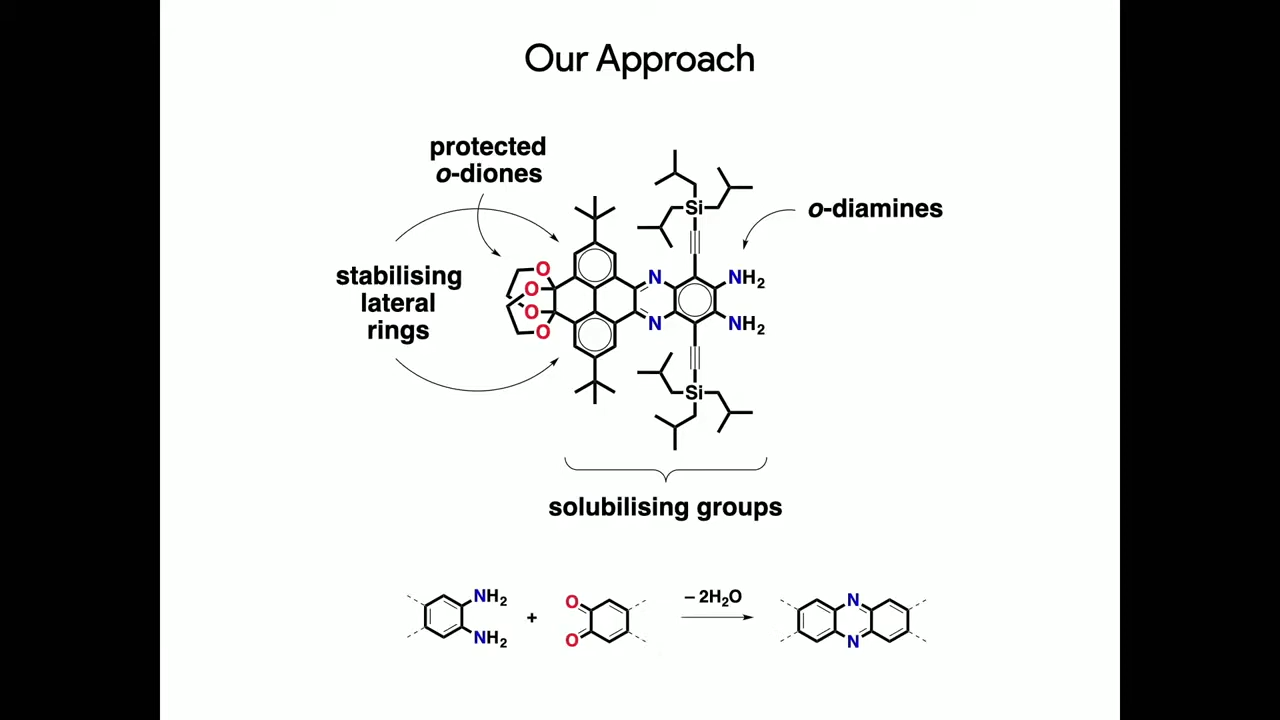 Our Approach
protected
o-diones
o-diamines
stabilising
lateral
rings
Si
O
O
O
O
N
N
NH2
NH2
Si
solubilising groups
NH2
NH2
+
O
O
– 2H2O
N
N